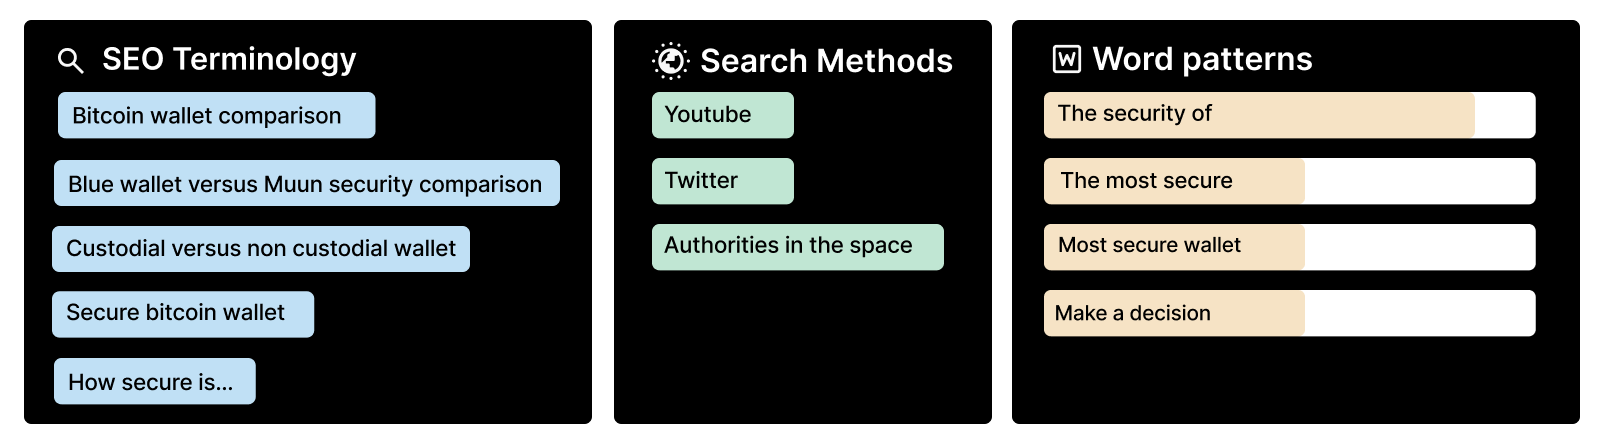 SEO Terminology
Bitcoin wallet comparison
Blue wallet versus Muun security comparison
Custodial versus non custodial wallet
Secure bitcoin wallet
How secure is...
Search Methods
Youtube
Twitter
Authorities in the space
W Word patterns
The security of
The most secure
Most secure wallet
Make a decision